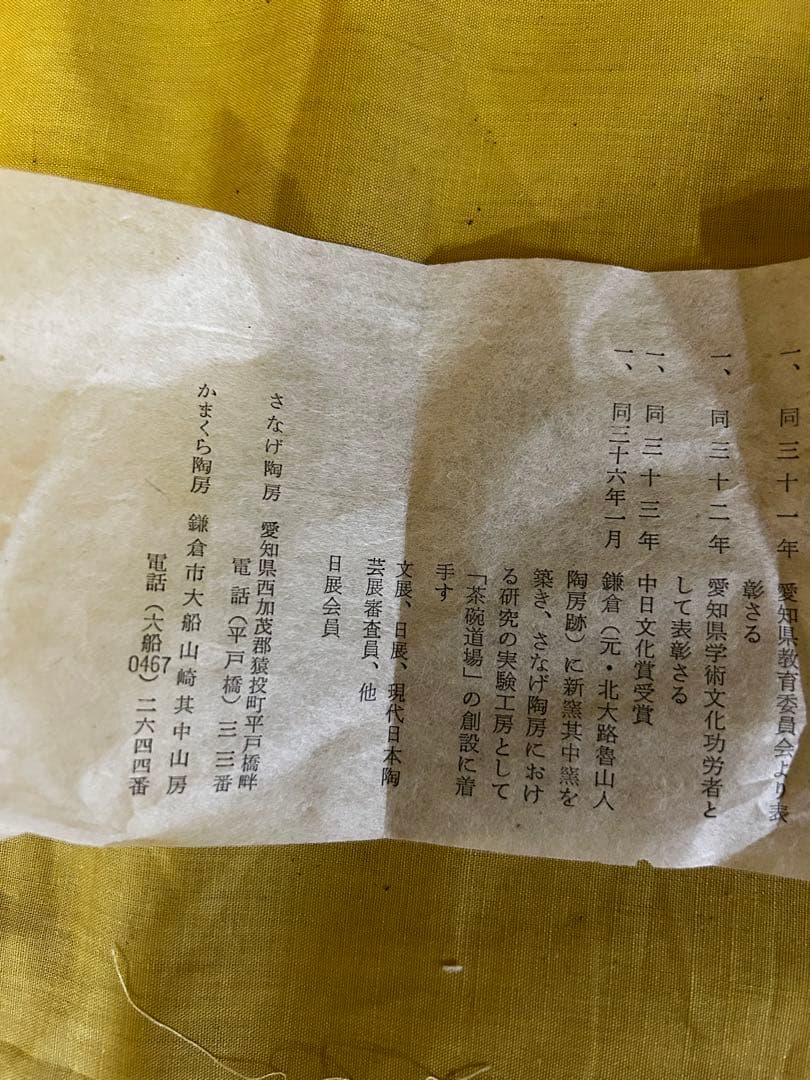 一、同三十一年 愛知県教育委員会より表
彰さる
一、同三十二年 愛知県学術文化功労者と
して表彰さる
一、同三十三年 中日文化賞受賞
一、同三十六年一月 鎌倉(元・北大路魯山人
陶房跡)に新窯其中窯を
築き、さなげ陶房におけ
る研究の実験工房として
「茶碗道場」の創設に着
手す
文展、日展、現代日本陶
芸展審査員、他
日展会員
さなげ陶房 愛知県西加茂郡猿投町平戸橋畔
電話(平戸橋)三三番
かまくら陶房 鎌倉市大船山崎其中山房
電話(大船)二六四四番
0467